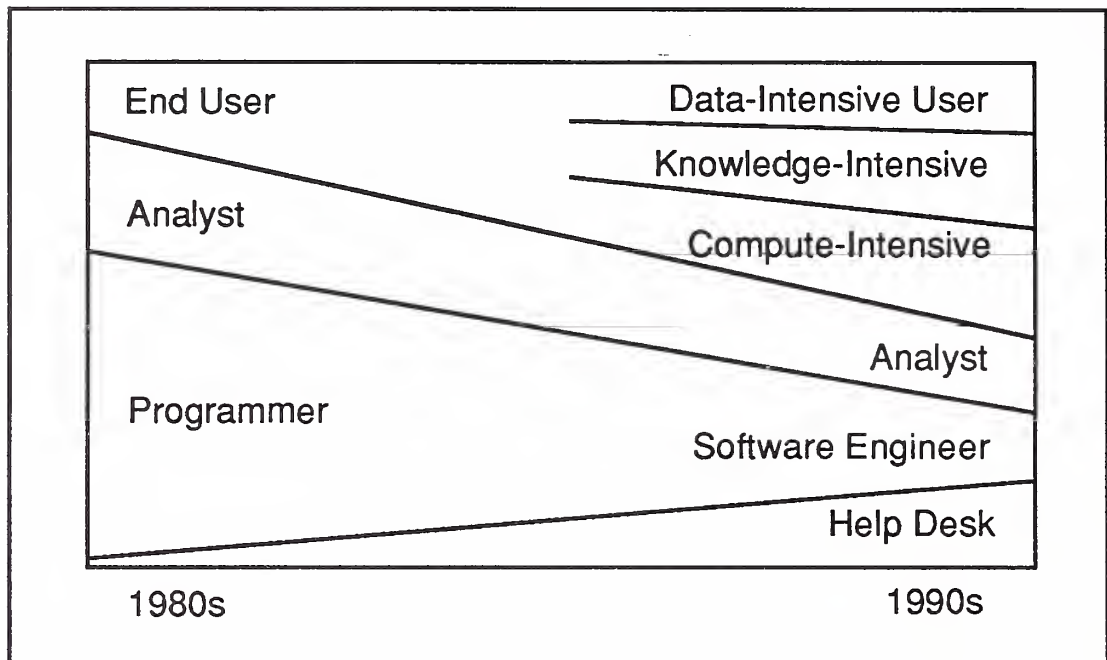 End User
Data-Intensive User
Knowledge-Intensive
Analyst
Compute-Intensive
Analyst
Programmer
Software Engineer
Help Desk
1980s
1990s